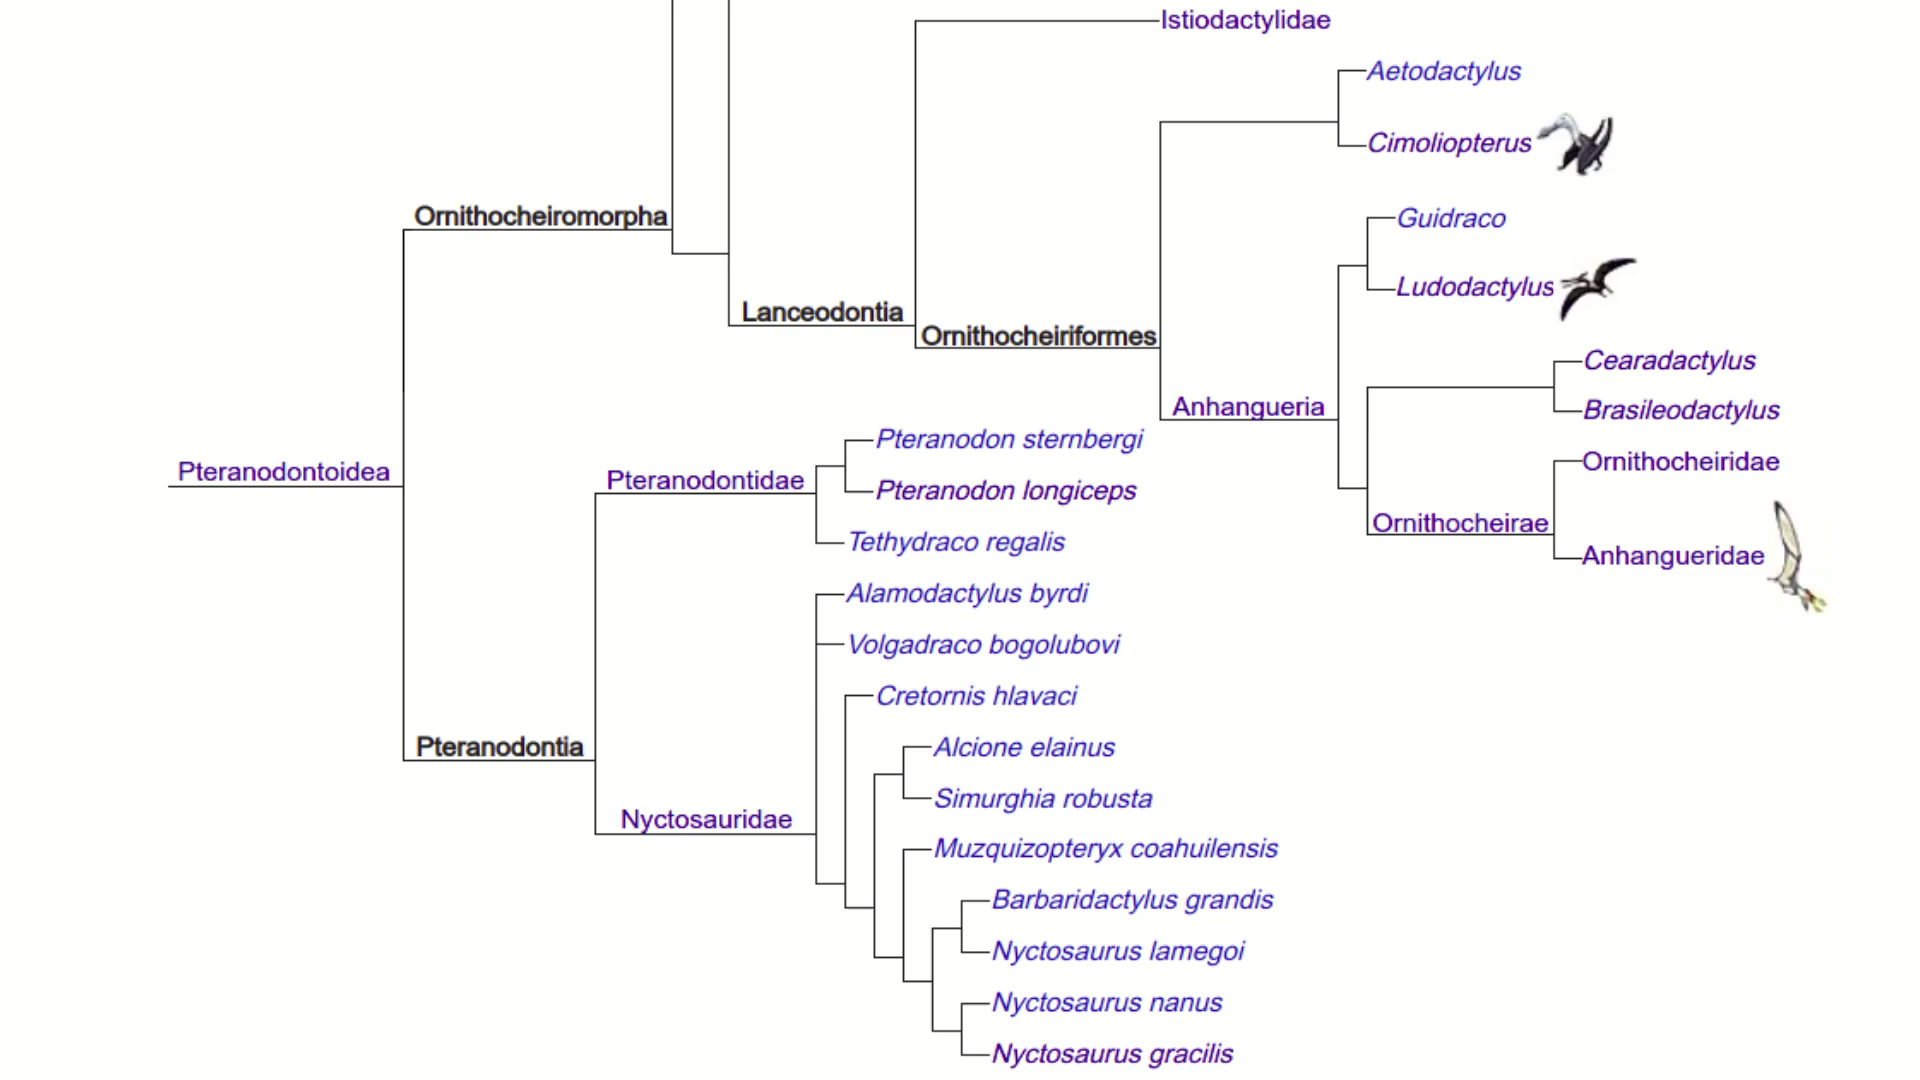 Istiodactylidae
Aetodactylus
Cimoliopterus
Ornithocheiromorpha
Guidraco
Ludodactylus
Lanceodontia
Ornithocheiriformes
Cearadactylus
Anhangueria
Brasileodactylus
Pteranodon sternbergi
Ornithocheiridae
Pteranodontoidea
Pteranodontidae
Pteranodon longiceps
Ornithocheirae
Tethydraco regalis
Anhangueridae
Alamodactylus byrdi
Volgadraco bogolubovi
Cretornis hlavaci
Pteranodontia
Alcione elainus
Simurghia robusta
Nyctosauridae
Muzquizopteryx coahuilensis
Barbaridactylus grandis
Nyctosaurus lamegoi
Nyctosaurus nanus
Nyctosaurus gracilis